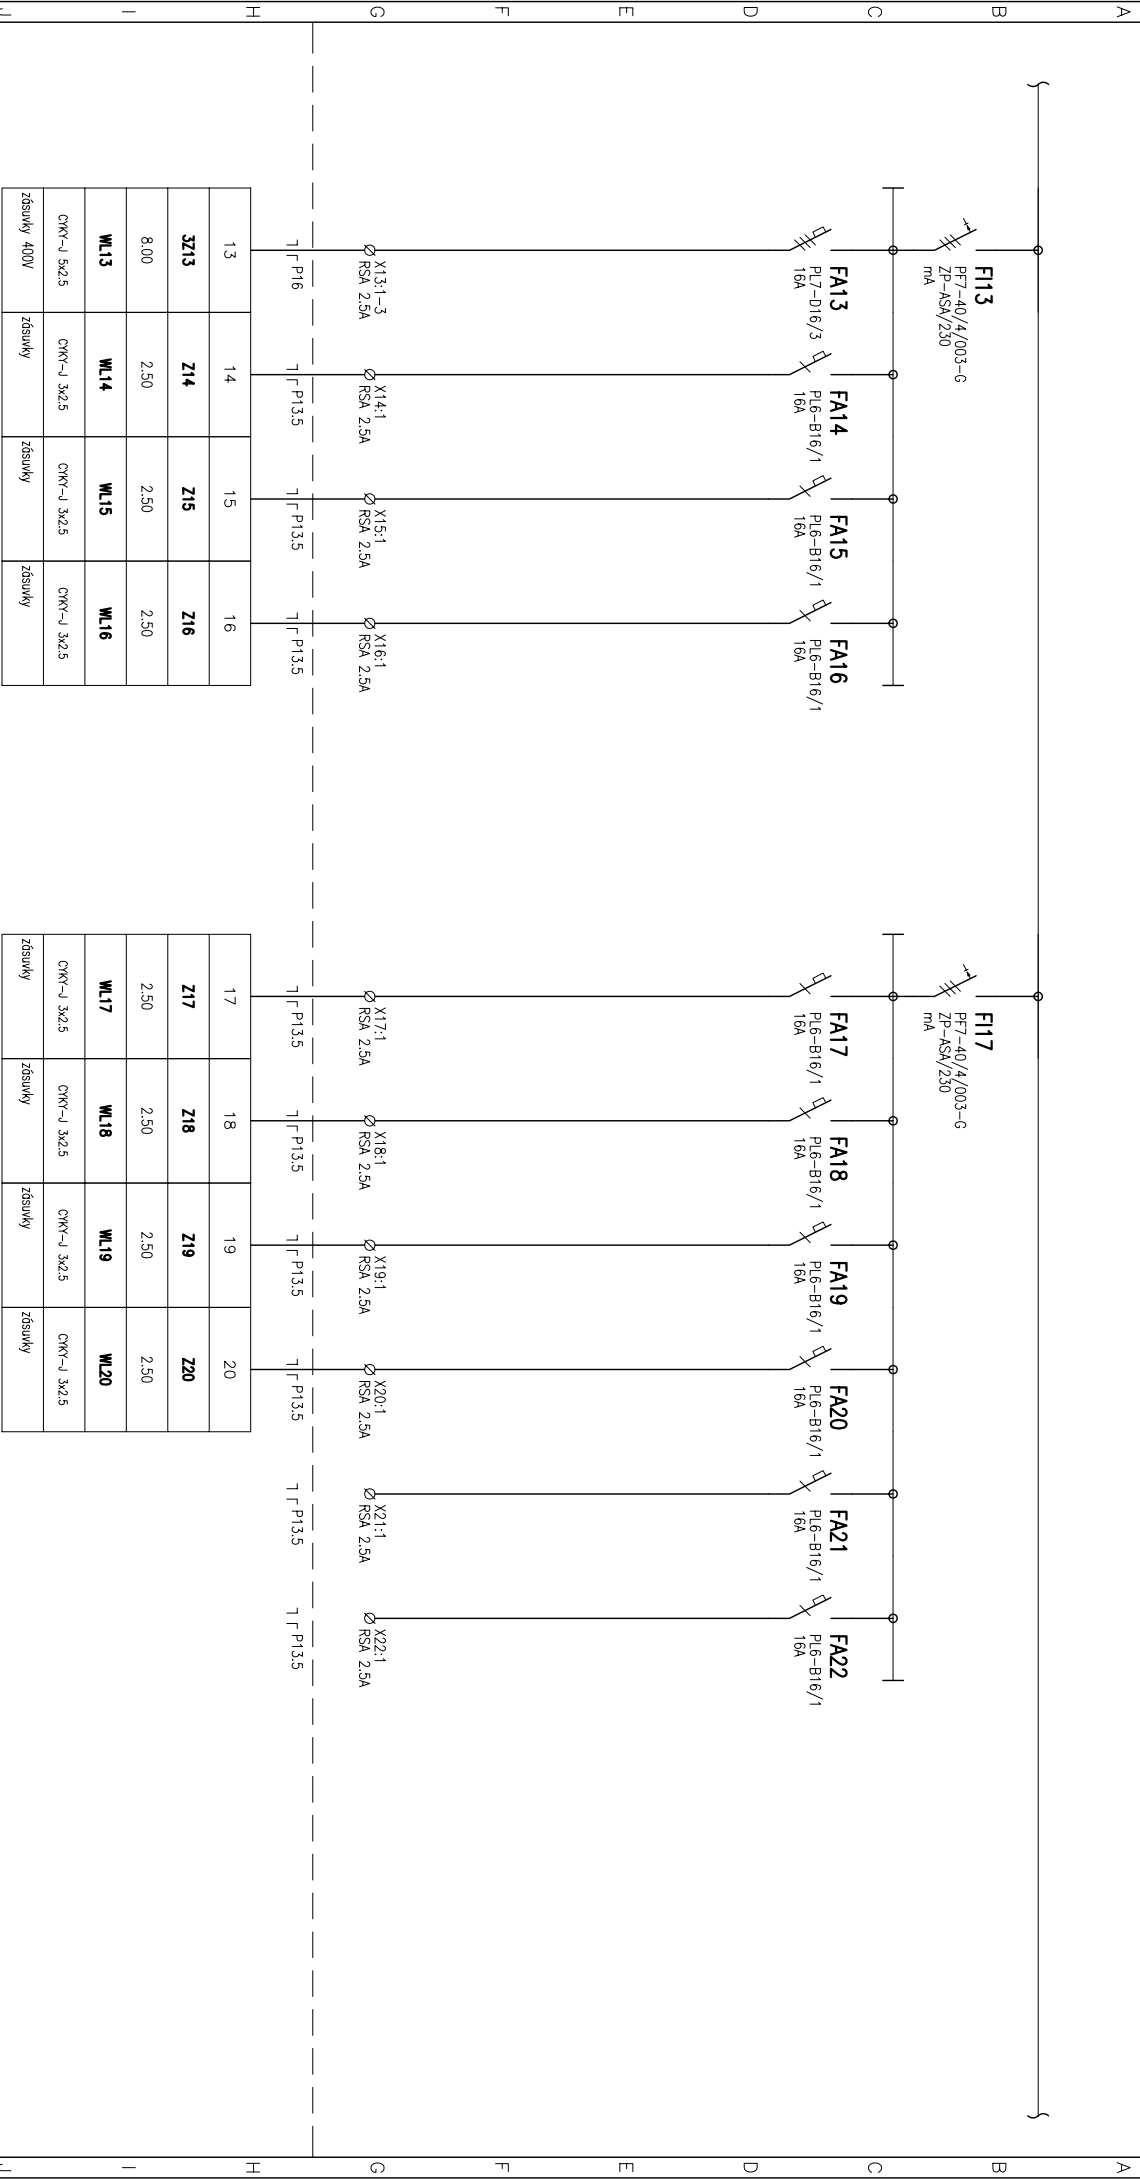 A
B
C
D
E
F
G
H
I
J
FI13
PF7-40/4/003-G
ZP-ASA/230
mA
FI17
PF7-40/4/003-G
ZP-ASA/230
mA
FA13
PL7-D16/3
16A
FA14
PL6-B16/1
16A
FA15
PL6-B16/1
16A
FA16
PL6-B16/1
16A
FA17
PL6-B16/1
16A
FA18
PL6-B16/1
16A
FA19
PL6-B16/1
16A
FA20
PL6-B16/1
16A
FA21
PL6-B16/1
16A
FA22
PL6-B16/1
16A
X13:1-3
RSA 2.5A
X14:1
RSA 2.5A
X15:1
RSA 2.5A
X16:1
RSA 2.5A
X17:1
RSA 2.5A
X18:1
RSA 2.5A
X19:1
RSA 2.5A
X20:1
RSA 2.5A
X21:1
RSA 2.5A
X22:1
RSA 2.5A
P16
P13.5
P13.5
P13.5
P13.5
P13.5
P13.5
P13.5
P13.5
P13.5
13
3Z13
8.00
WL13
CYKY-J 5x2.5
zásuvky 400V
14
Z14
2.50
WL14
CYKY-J 3x2.5
zásuvky
15
Z15
2.50
WL15
CYKY-J 3x2.5
zásuvky
16
Z16
2.50
WL16
CYKY-J 3x2.5
zásuvky
17
Z17
2.50
WL17
CYKY-J 3x2.5
zásuvky
18
Z18
2.50
WL18
CYKY-J 3x2.5
zásuvky
19
Z19
2.50
WL19
CYKY-J 3x2.5
zásuvky
20
Z20
2.50
WL20
CYKY-J 3x2.5
zásuvky
A
B
C
D
E
F
G
H
I
J